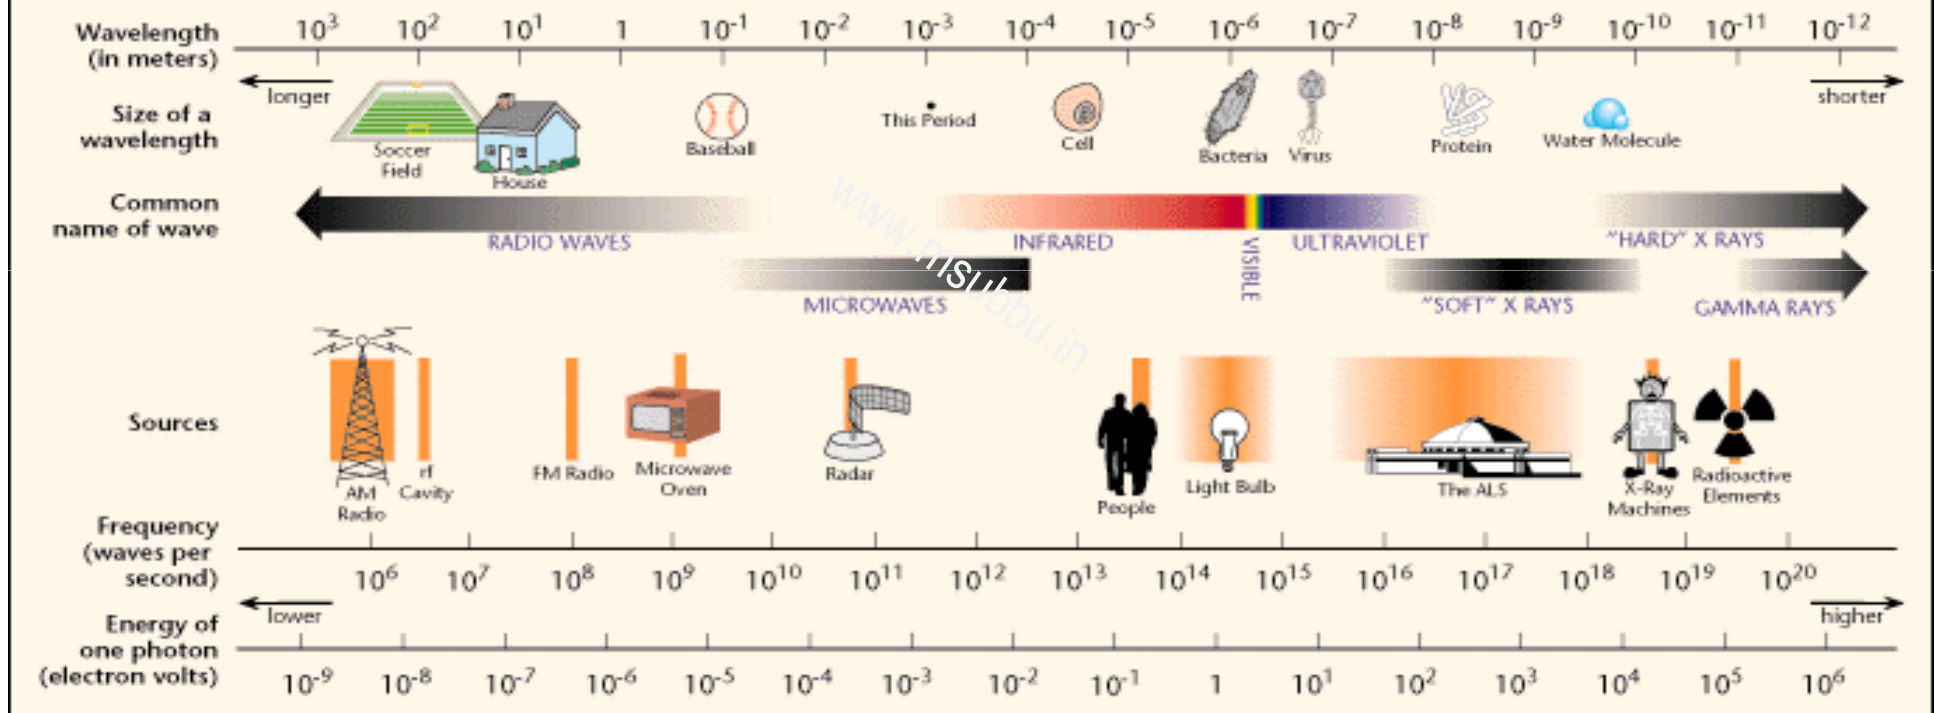 Wavelength
(in meters)
10³ 10² 10¹ 1 10⁻¹ 10⁻² 10⁻³ 10⁻⁴ 10⁻⁵ 10⁻⁶ 10⁻⁷ 10⁻⁸ 10⁻⁹ 10⁻¹⁰ 10⁻¹¹ 10⁻¹²
longer
shorter
Size of a
wavelength
Soccer
Field
House
Baseball
This Period
Cell
Bacteria
Virus
Protein
Water Molecule
Common
name of wave
RADIO WAVES
INFRARED
VISIBLE
ULTRAVIOLET
"HARD" X RAYS
MICROWAVES
"SOFT" X RAYS
GAMMA RAYS
www.msubbu.in
Sources
AM
Radio
rf
Cavity
FM Radio
Microwave
Oven
Radar
People
Light Bulb
The ALS
X-Ray
Machines
Radioactive
Elements
Frequency
(waves per
second)
10⁶ 10⁷ 10⁸ 10⁹ 10¹⁰ 10¹¹ 10¹² 10¹³ 10¹⁴ 10¹⁵ 10¹⁶ 10¹⁷ 10¹⁸ 10¹⁹ 10²⁰
lower
higher
Energy of
one photon
(electron volts)
10⁻⁹ 10⁻⁸ 10⁻⁷ 10⁻⁶ 10⁻⁵ 10⁻⁴ 10⁻³ 10⁻² 10⁻¹ 1 10¹ 10² 10³ 10⁴ 10⁵ 10⁶